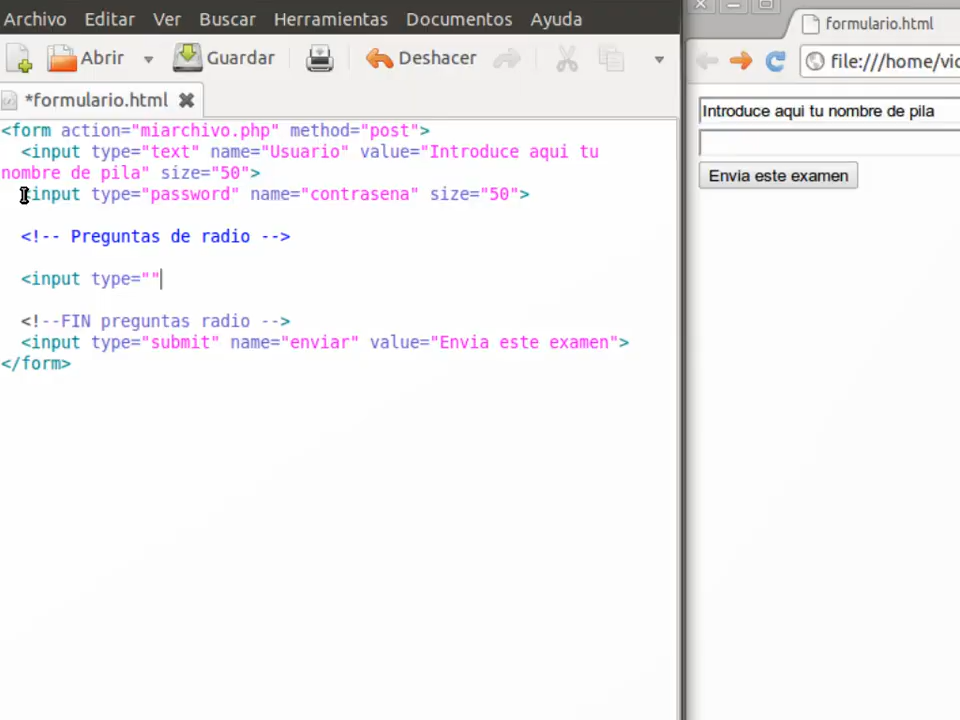 Archivo Editar Ver Buscar Herramientas Documentos Ayuda
Abrir Guardar Deshacer
*formulario.html
<form action="miarchivo.php" method="post">
<input type="text" name="Usuario" value="Introduce aqui tu
nombre de pila" size="50">
<input type="password" name="contrasena" size="50">
<!-- Preguntas de radio -->
<input type=""
<!--FIN preguntas radio -->
<input type="submit" name="enviar" value="Envia este examen">
</form>
formulario.html
file:///home/vic
Introduce aqui tu nombre de pila
Envia este examen